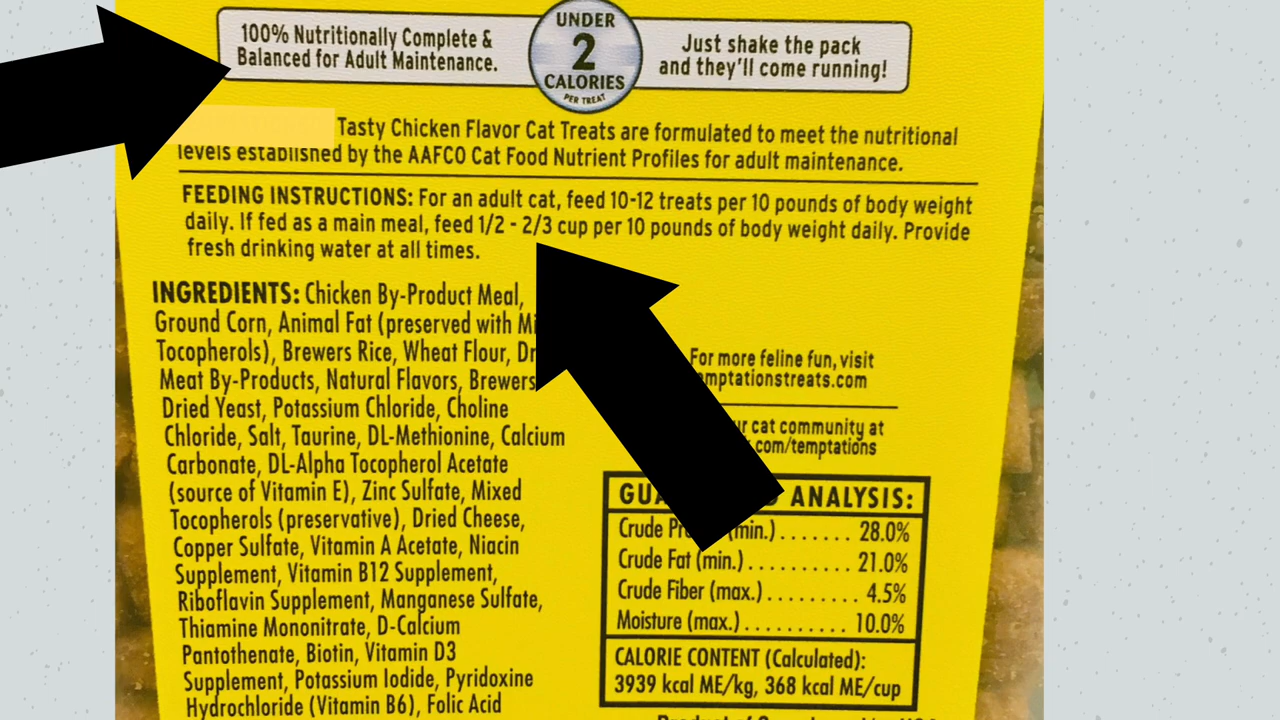 100% Nutritionally Complete &
Balanced for Adult Maintenance.
UNDER
2
CALORIES
PER TREAT
Just shake the pack
and they'll come running!
Tasty Chicken Flavor Cat Treats are formulated to meet the nutritional
levels established by the AAFCO Cat Food Nutrient Profiles for adult maintenance.
FEEDING INSTRUCTIONS: For an adult cat, feed 10-12 treats per 10 pounds of body weight
daily. If fed as a main meal, feed 1/2 - 2/3 cup per 10 pounds of body weight daily. Provide
fresh drinking water at all times.
INGREDIENTS: Chicken By-Product Meal,
Ground Corn, Animal Fat (preserved with
Tocopherols), Brewers Rice, Wheat Flour,
Meat By-Products, Natural Flavors, Brewers
Dried Yeast, Potassium Chloride, Choline
Chloride, Salt, Taurine, DL-Methionine, Calcium
Carbonate, DL-Alpha Tocopherol Acetate
(source of Vitamin E), Zinc Sulfate, Mixed
Tocopherols (preservative), Dried Cheese,
Copper Sulfate, Vitamin A Acetate, Niacin
Supplement, Vitamin B12 Supplement,
Riboflavin Supplement, Manganese Sulfate,
Thiamine Mononitrate, D-Calcium
Pantothenate, Biotin, Vitamin D3
Supplement, Potassium Iodide, Pyridoxine
Hydrochloride (Vitamin B6), Folic Acid
For more feline fun, visit
mptationstreats.com
cat community at
.com/temptations
ANALYSIS:
Crude (min.) . . . . . . . 28.0%
Crude Fat (min.) . . . . . . . . . . 21.0%
Crude Fiber (max.) . . . . . . . . . 4.5%
Moisture (max.) . . . . . . . . . . 10.0%
CALORIE CONTENT (Calculated):
3939 kcal ME/kg, 368 kcal ME/cup